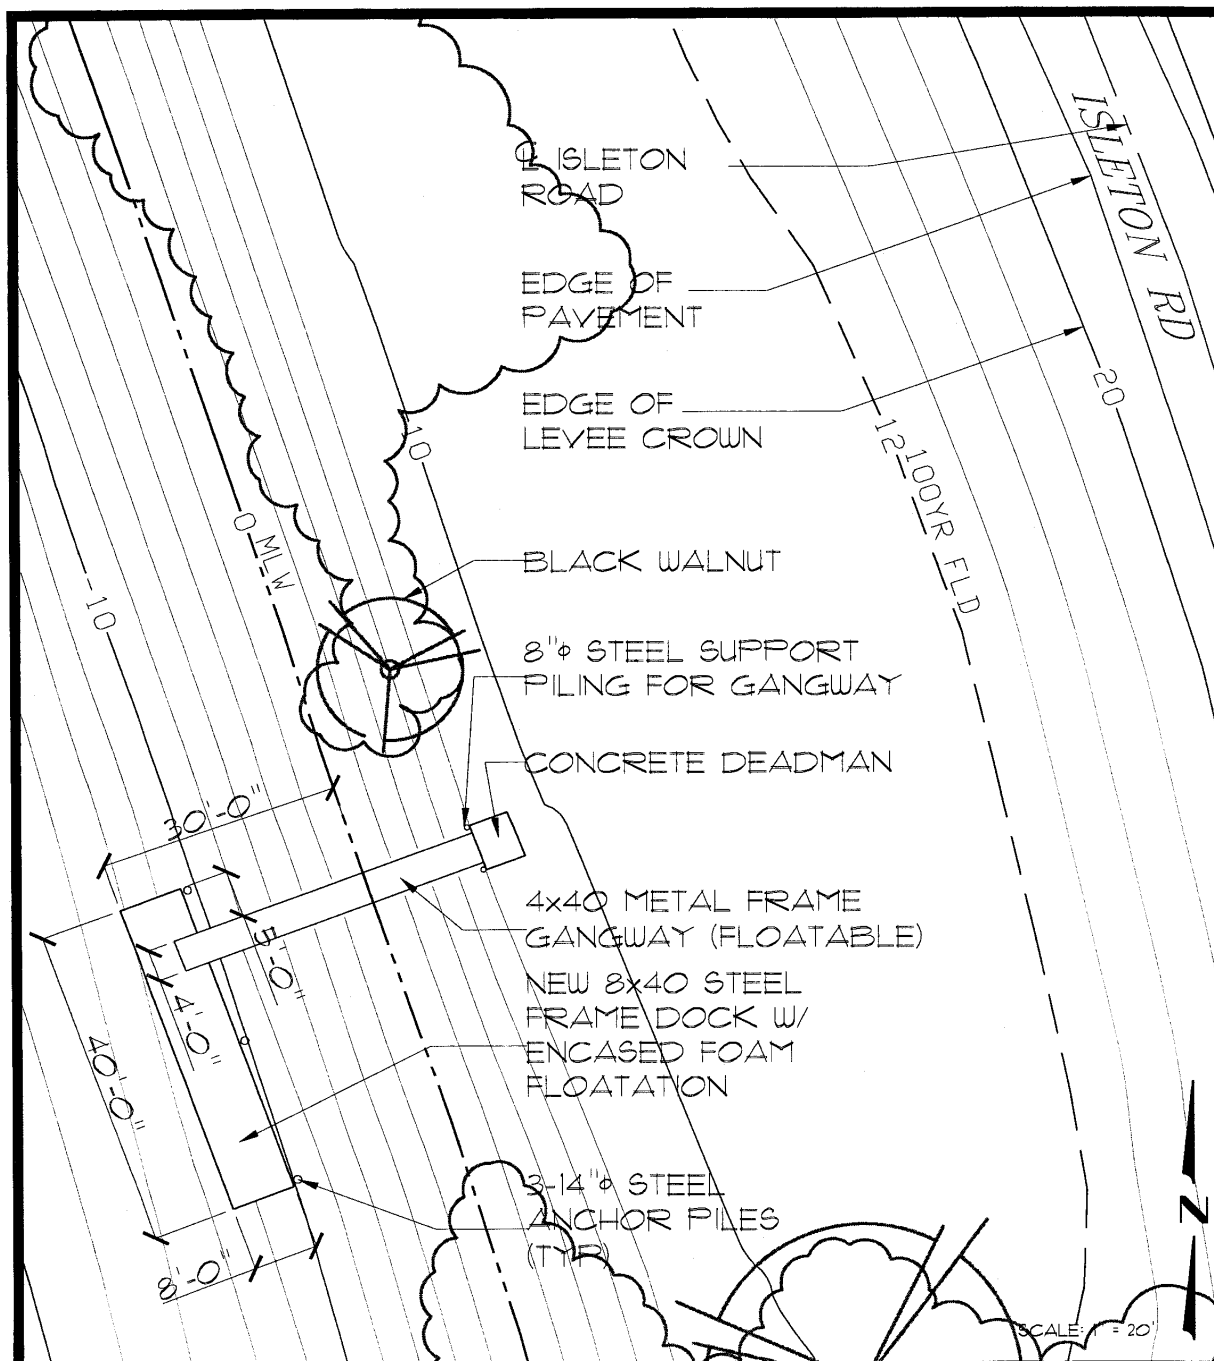 ℄ ISLETON
ROAD
ISLETON RD
EDGE OF
PAVEMENT
EDGE OF
LEVEE CROWN
20
10
12
100YR FLD
0 MLW
-10
BLACK WALNUT
8"⌀ STEEL SUPPORT
PILING FOR GANGWAY
CONCRETE DEADMAN
30'-0"
4x40 METAL FRAME
GANGWAY (FLOATABLE)
5'-0"
4'-0"
40'-0"
NEW 8x40 STEEL
FRAME DOCK W/
ENCASED FOAM
FLOATATION
3-14"⌀ STEEL
ANCHOR PILES
(TYP)
8'-0"
N
SCALE: 1" = 20'